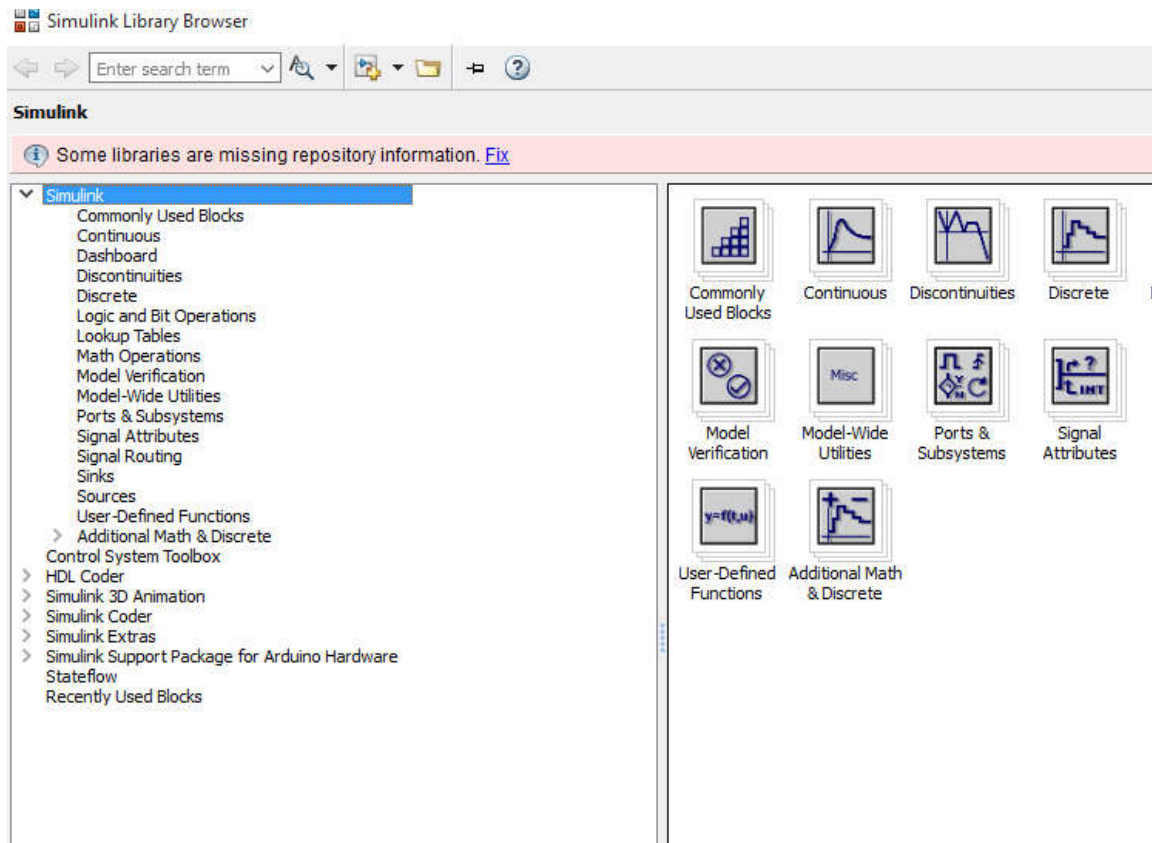 Simulink Library Browser
Enter search term
Simulink
Some libraries are missing repository information. Fix
Simulink
Commonly Used Blocks
Continuous
Dashboard
Discontinuities
Discrete
Logic and Bit Operations
Lookup Tables
Math Operations
Model Verification
Model-Wide Utilities
Ports & Subsystems
Signal Attributes
Signal Routing
Sinks
Sources
User-Defined Functions
Additional Math & Discrete
Control System Toolbox
HDL Coder
Simulink 3D Animation
Simulink Coder
Simulink Extras
Simulink Support Package for Arduino Hardware
Stateflow
Recently Used Blocks
Commonly
Used Blocks
Continuous
Discontinuities
Discrete
Misc
Model
Verification
Model-Wide
Utilities
Ports &
Subsystems
? INT
Signal
Attributes
y=f(t,u)
User-Defined
Functions
Additional Math
& Discrete